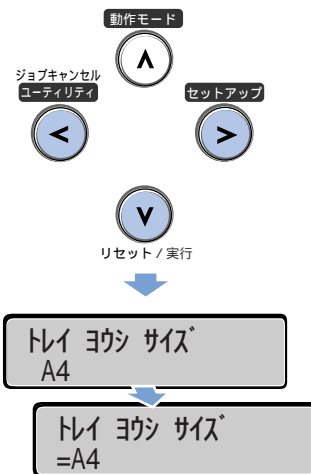 動作モード
∧
ジョブキャンセル
ユーティリティ
セットアップ
<
>
∨
リセット / 実行
トレイ ヨウシ サイズ
A4
トレイ ヨウシ サイズ
=A4